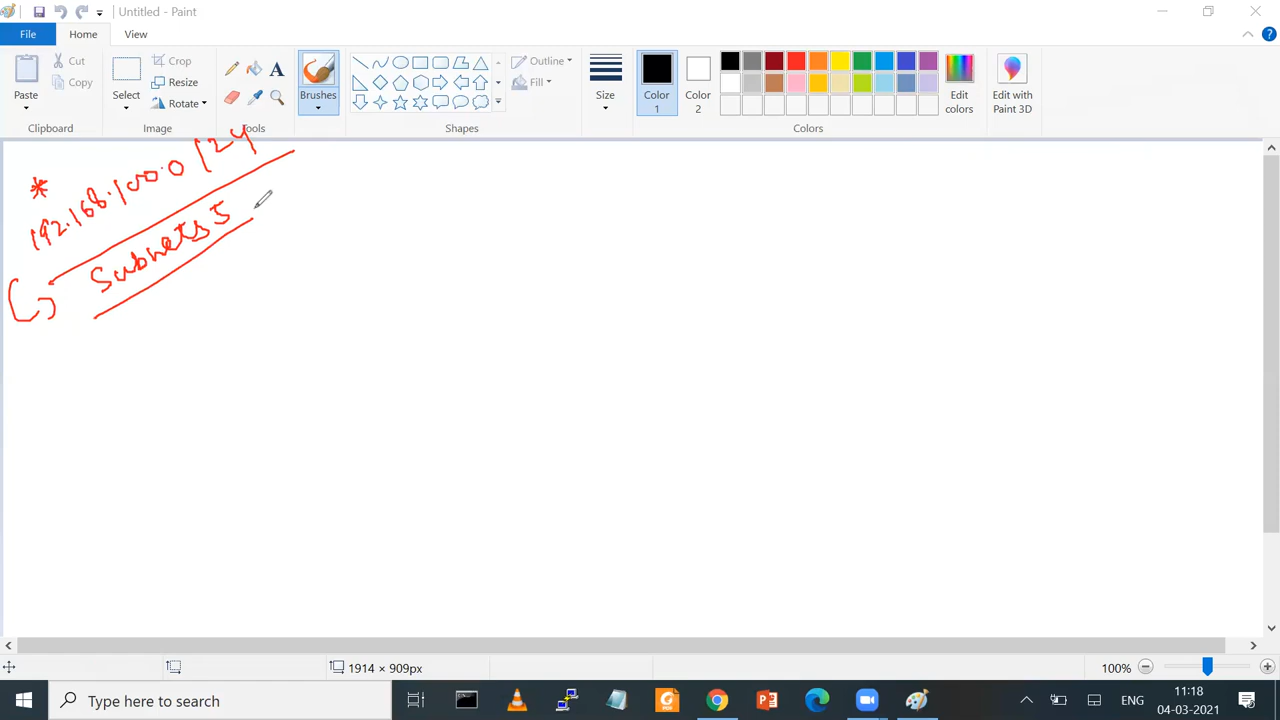 Untitled - Paint
File
Home
View
Paste
Cut
Copy
Clipboard
Select
Crop
Resize
Rotate
Image
Tools
Brushes
Outline
Fill
Shapes
Size
Color 1
Color 2
Colors
Edit colors
Edit with Paint 3D
*
192.168.100.0 /24
Subnets 5
1914 × 909px
100%
Type here to search
ENG
11:18
04-03-2021